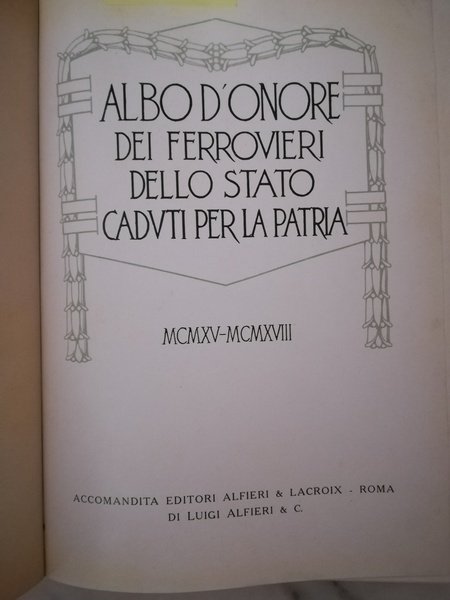 ALBO D'ONORE
DEI FERROVIERI
DELLO STATO
CADVTI PER LA PATRIA
MCMXV-MCMXVIII
ACCOMANDITA EDITORI ALFIERI & LACROIX - ROMA
DI LUIGI ALFIERI & C.